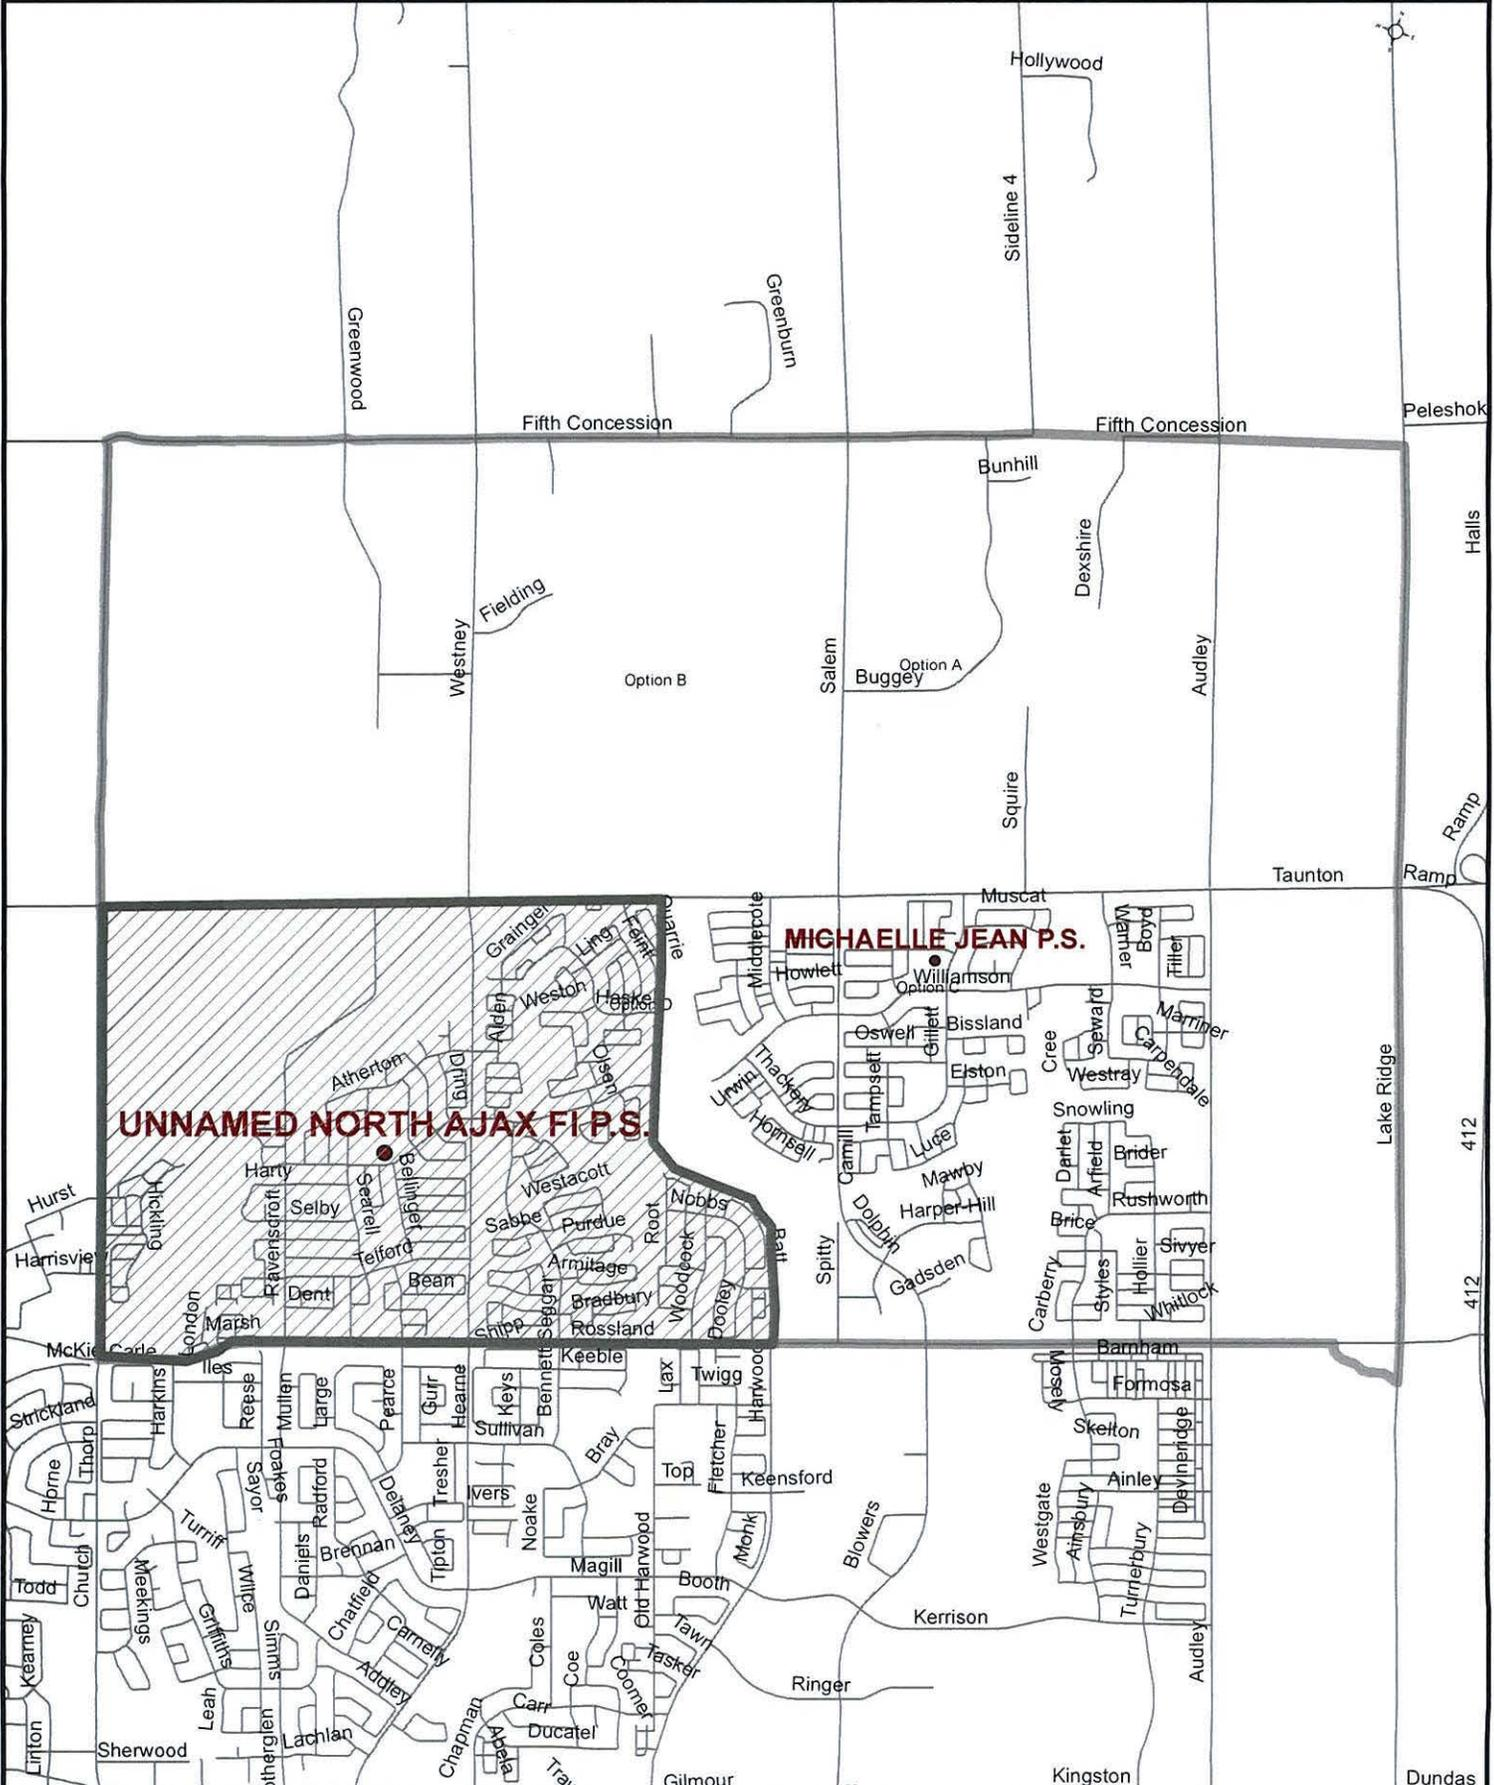 Hollywood
Sideline 4
Greenburn
Greenwood
Fifth Concession
Fifth Concession
Peleshok
Bunhill
Halls
Dexshire
Fielding
Westney
Salem
Audley
Option B
Option A
Buggey
Squire
Ramp
Taunton
Ramp
Muscat
Grainger
Ling
Feint
Middlecote
Warner
Boyd
Tiller
MICHAELLE JEAN P.S.
Howlett
Williamson
Option C
Weston
Option D
Alden
Oswell
Gillett
Bissland
Seward
Marriner
Cree
Carpendale
Olsen
Dring
Atherton
Thackery
Urwin
Tampsett
Elston
Westray
Lake Ridge
Snowling
UNNAMED NORTH AJAX FI P.S.
Hornsell
Luce
Darlet
Arfield
Brider
412
Harty
Bellinger
Searell
Westacott
Mawby
Hurst
Hickling
Ravenscroft
Selby
Nobbs
Harper-Hill
Rushworth
Sabbe
Purdue
Root
Dolphin
Brice
Harrisview
Telford
Armitage
Woodcock
Spitty
Sivyer
Gadsden
Carberry
Styles
Hollier
Bean
Dent
Seggar
Bradbury
Dooley
Whitlock
412
London
Marsh
Shipp
Rossland
Carle
Barnham
Iles
Keeble
Bennett
Lax
Twigg
Harwood
Mosely
Formosa
Strickland
Harkins
Reese
Mullen
Large
Pearce
Gurr
Hearne
Keys
Sullivan
Skelton
Thorp
Horne
Foakes
Sayor
Radford
Tresher
Bray
Top
Fletcher
Keensford
Ainley
Devineridge
Ivers
Delaney
Noake
Turriff
Westgate
Ainsbury
Blowers
Monk
Old Harwood
Daniels
Brennan
Tipton
Magill
Booth
Turnerbury
Todd
Church
Meekings
Wilce
Chatfield
Watt
Kerrison
Griffiths
Simms
Carnelly
Coles
Coe
Tawn
Tasker
Audley
Kearney
Addley
Coomer
Ringer
Leah
Carr
Ducatel
Linton
Lachlan
Chapman
Abela
Sherwood
Gilmour
Kingston
Dundas